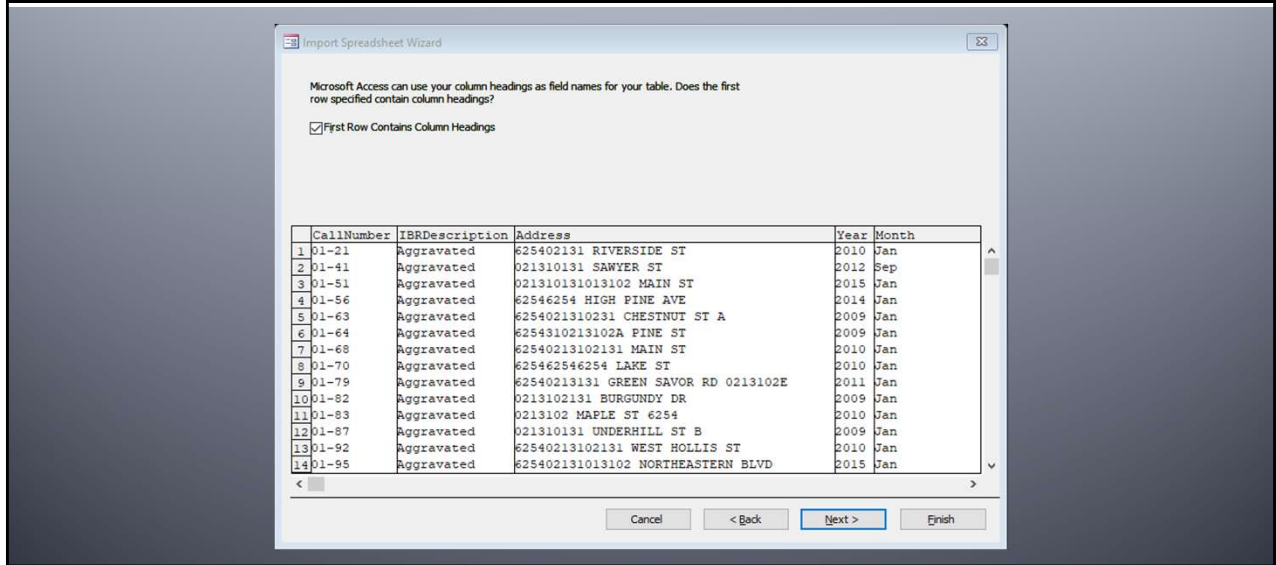 Import Spreadsheet Wizard
Microsoft Access can use your column headings as field names for your table. Does the first
row specified contain column headings?
First Row Contains Column Headings
CallNumber IBRDescription Address Year Month
1 01-21 Aggravated 625402131 RIVERSIDE ST 2010 Jan
2 01-41 Aggravated 021310131 SAWYER ST 2012 Sep
3 01-51 Aggravated 021310131013102 MAIN ST 2015 Jan
4 01-56 Aggravated 62546254 HIGH PINE AVE 2014 Jan
5 01-63 Aggravated 6254021310231 CHESTNUT ST A 2009 Jan
6 01-64 Aggravated 6254310213102A PINE ST 2009 Jan
7 01-68 Aggravated 62540213102131 MAIN ST 2010 Jan
8 01-70 Aggravated 625462546254 LAKE ST 2010 Jan
9 01-79 Aggravated 62540213131 GREEN SAVOR RD 0213102E 2011 Jan
10 01-82 Aggravated 0213102131 BURGUNDY DR 2009 Jan
11 01-83 Aggravated 0213102 MAPLE ST 6254 2010 Jan
12 01-87 Aggravated 021310131 UNDERHILL ST B 2009 Jan
13 01-92 Aggravated 62540213102131 WEST HOLLIS ST 2010 Jan
14 01-95 Aggravated 625402131013102 NORTHEASTERN BLVD 2015 Jan
Cancel < Back Next > Finish